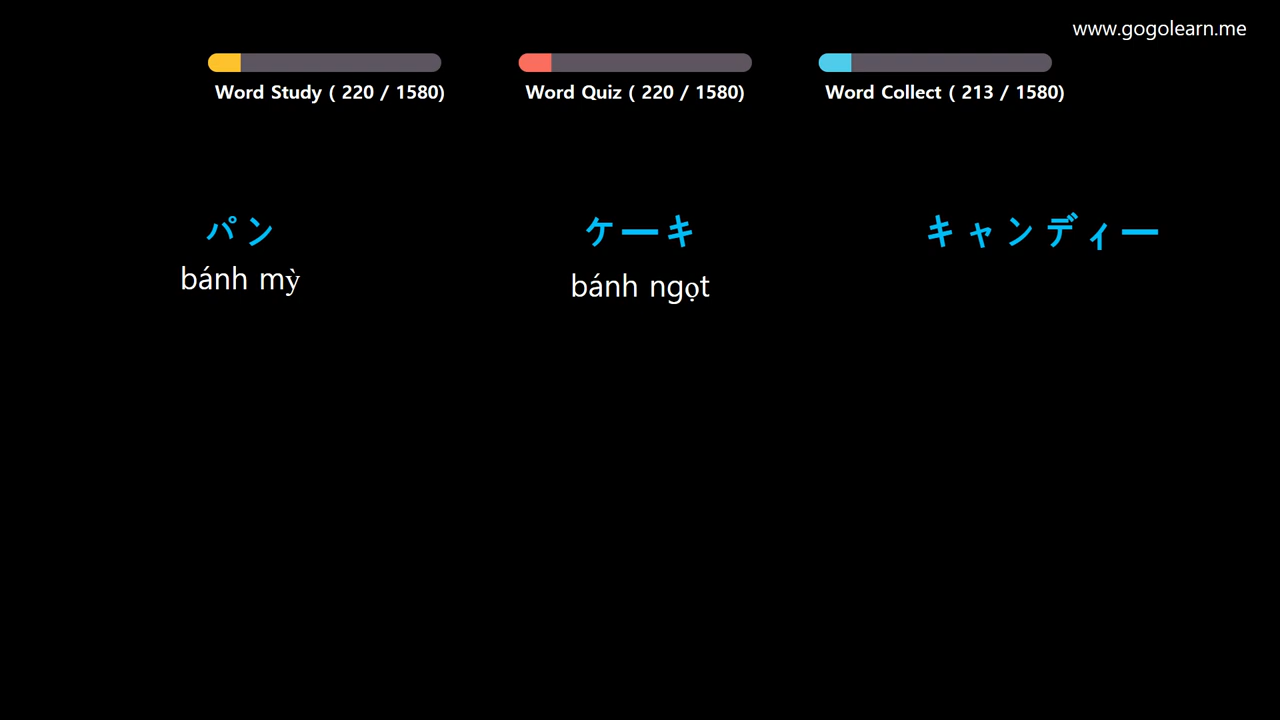 www.gogolearn.me
Word Study ( 220 / 1580)
Word Quiz ( 220 / 1580)
Word Collect ( 213 / 1580)
パン
ケーキ
キャンディー
bánh mỳ
bánh ngọt